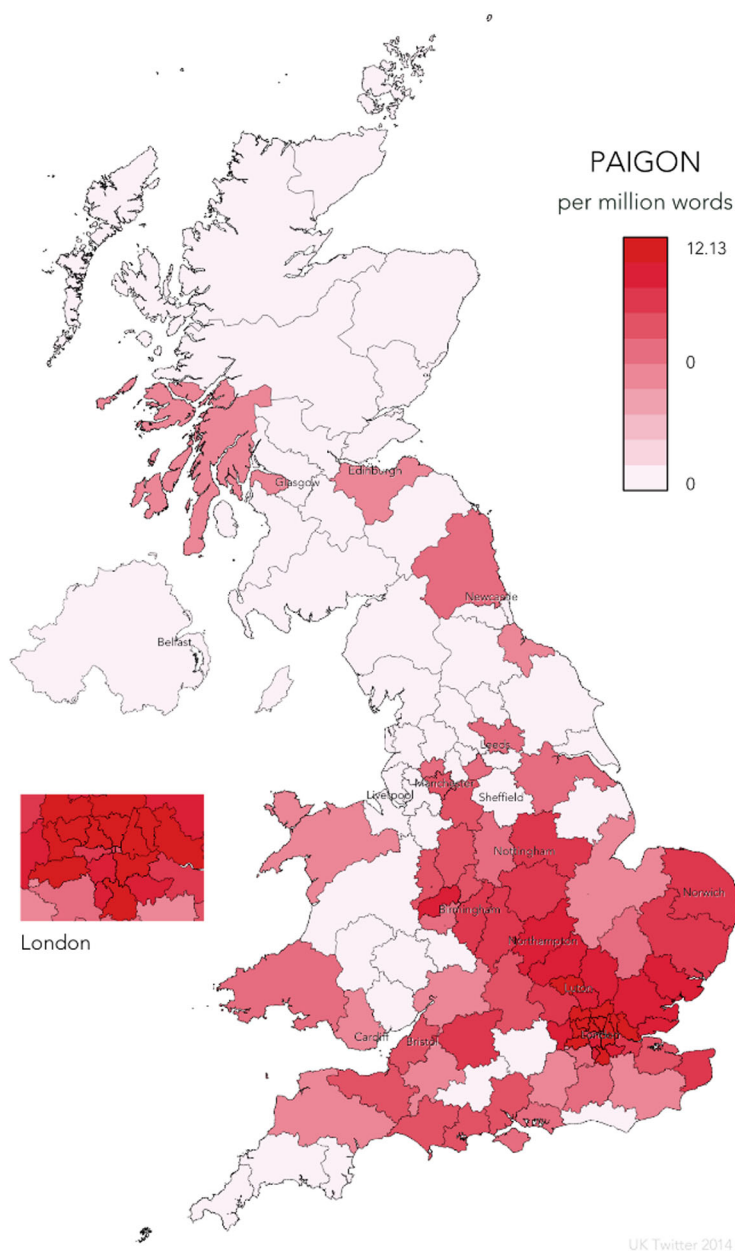 PAIGON
per million words
12.13
0
0
Edinburgh
Glasgow
Newcastle
Belfast
Leeds
Manchester
Liverpool
Sheffield
Nottingham
Norwich
Birmingham
Northampton
London
Luton
London
Cardiff
Bristol
UK Twitter 2014